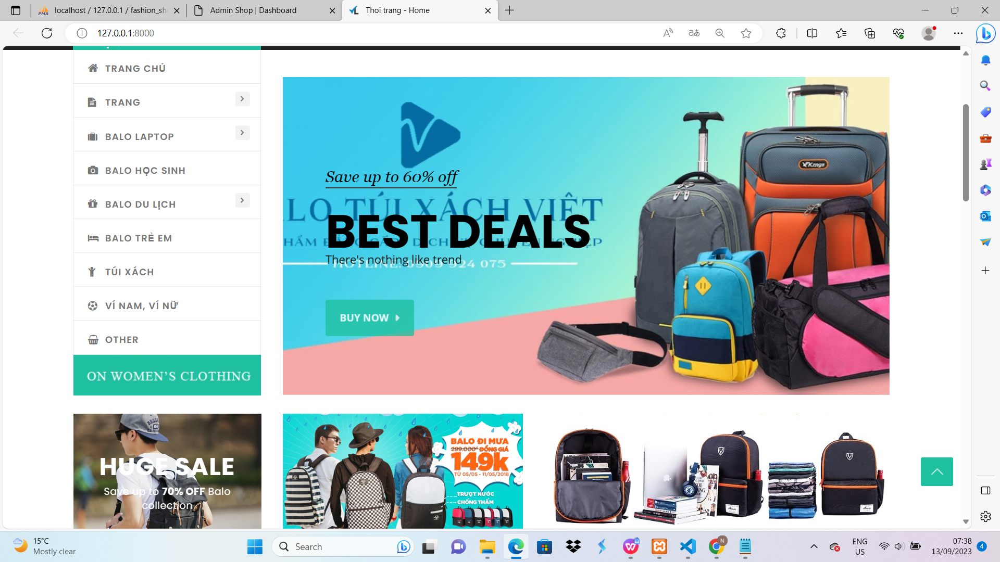 localhost / 127.0.0.1 / fashion_sh
Admin Shop | Dashboard
Thoi trang - Home
127.0.0.1:8000
TRANG CHỦ
TRANG
BALO LAPTOP
BALO HỌC SINH
BALO DU LỊCH
BALO TRẺ EM
TÚI XÁCH
VÍ NAM, VÍ NỮ
OTHER
ON WOMEN’S CLOTHING
Save up to 60% off
LO TÚI XÁCH VIỆT
BEST DEALS
There's nothing like trend
HOTLINE: 0909 924 075
BUY NOW
Kzngs
HUGE SALE
Save up to 70% OFF Balo
collection
BALO ĐI MƯA
299.000đ ĐỒNG GIÁ
149k
TỪ 05/05 - 11/05/2018
TRƯỢT NƯỚC
CHỐNG THẤM
15°C
Mostly clear
Search
ENG
US
07:38
13/09/2023
4